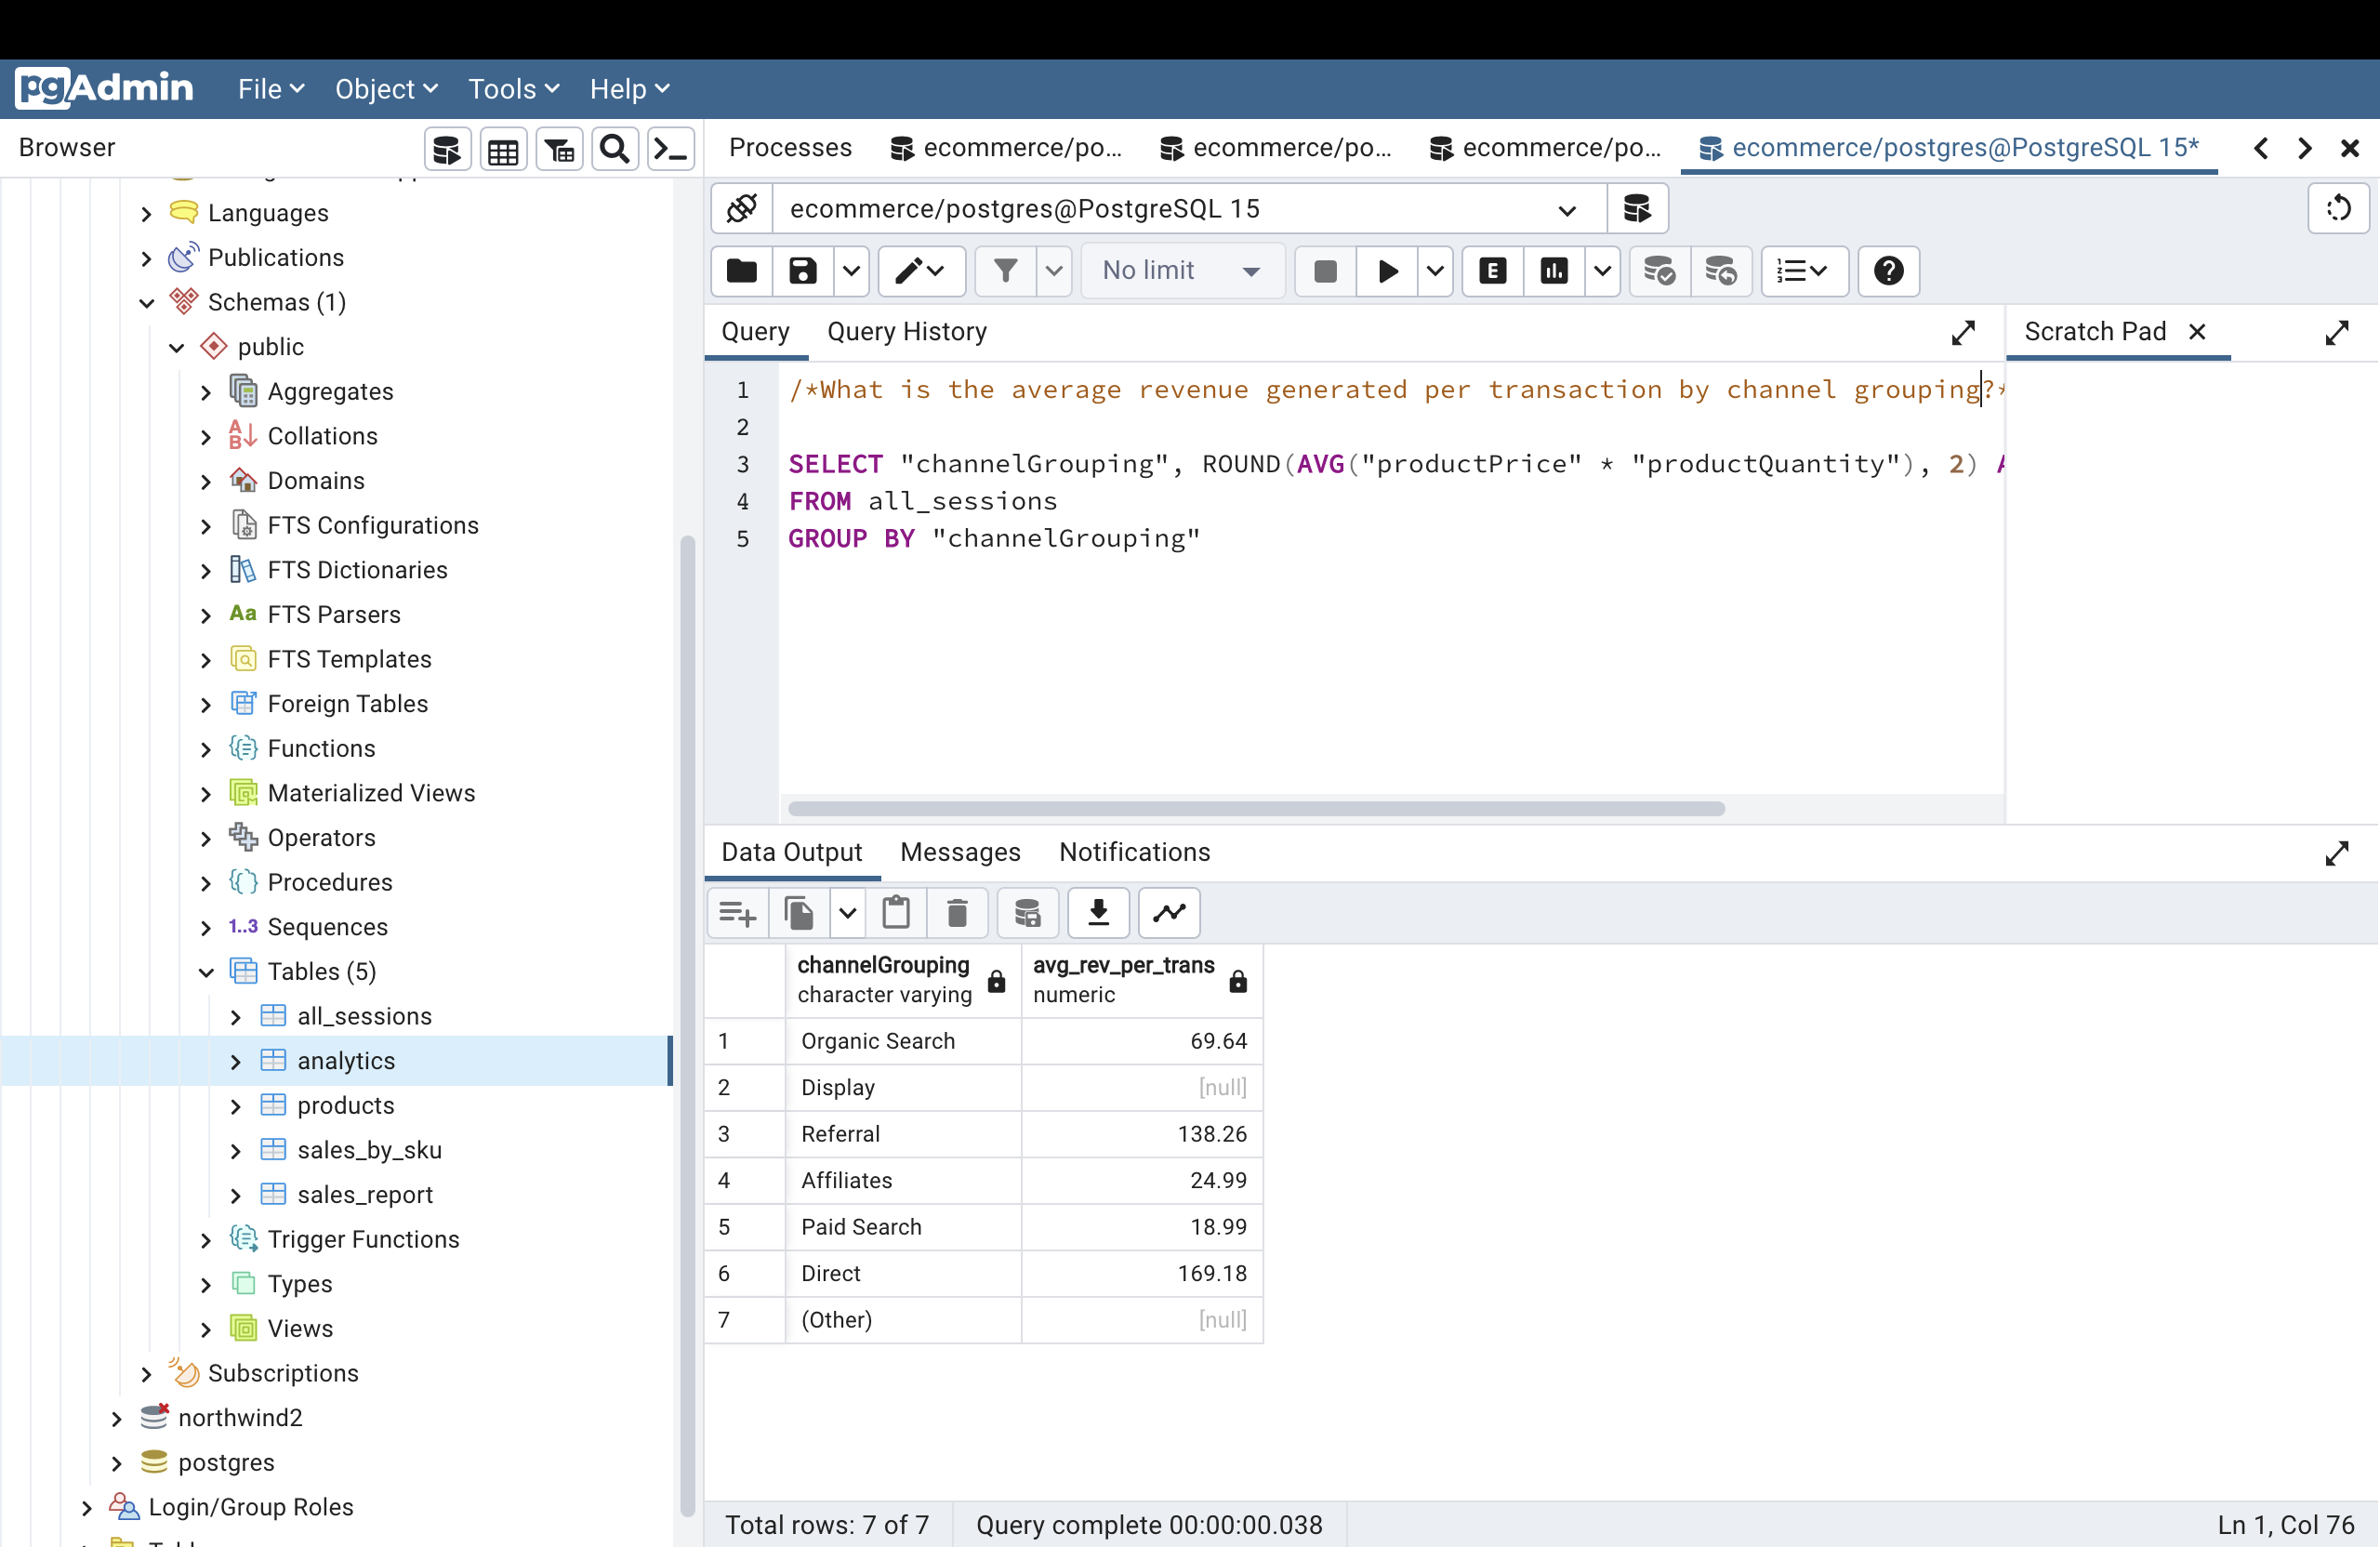 pgAdmin File Object Tools Help
Browser
Processes ecommerce/po... ecommerce/po... ecommerce/po... ecommerce/postgres@PostgreSQL 15*
Languages
Publications
Schemas (1)
public
Aggregates
Collations
Domains
FTS Configurations
FTS Dictionaries
Aa FTS Parsers
FTS Templates
Foreign Tables
Functions
Materialized Views
Operators
Procedures
1..3 Sequences
Tables (5)
all_sessions
analytics
products
sales_by_sku
sales_report
Trigger Functions
Types
Views
Subscriptions
northwind2
postgres
Login/Group Roles
ecommerce/postgres@PostgreSQL 15
No limit E
Query Query History
Scratch Pad
1 /*What is the average revenue generated per transaction by channel grouping?*
2
3 SELECT "channelGrouping", ROUND(AVG("productPrice" * "productQuantity"), 2)
4 FROM all_sessions
5 GROUP BY "channelGrouping"
Data Output Messages Notifications
channelGrouping avg_rev_per_trans
character varying numeric
1 Organic Search 69.64
2 Display [null]
3 Referral 138.26
4 Affiliates 24.99
5 Paid Search 18.99
6 Direct 169.18
7 (Other) [null]
Total rows: 7 of 7 Query complete 00:00:00.038 Ln 1, Col 76